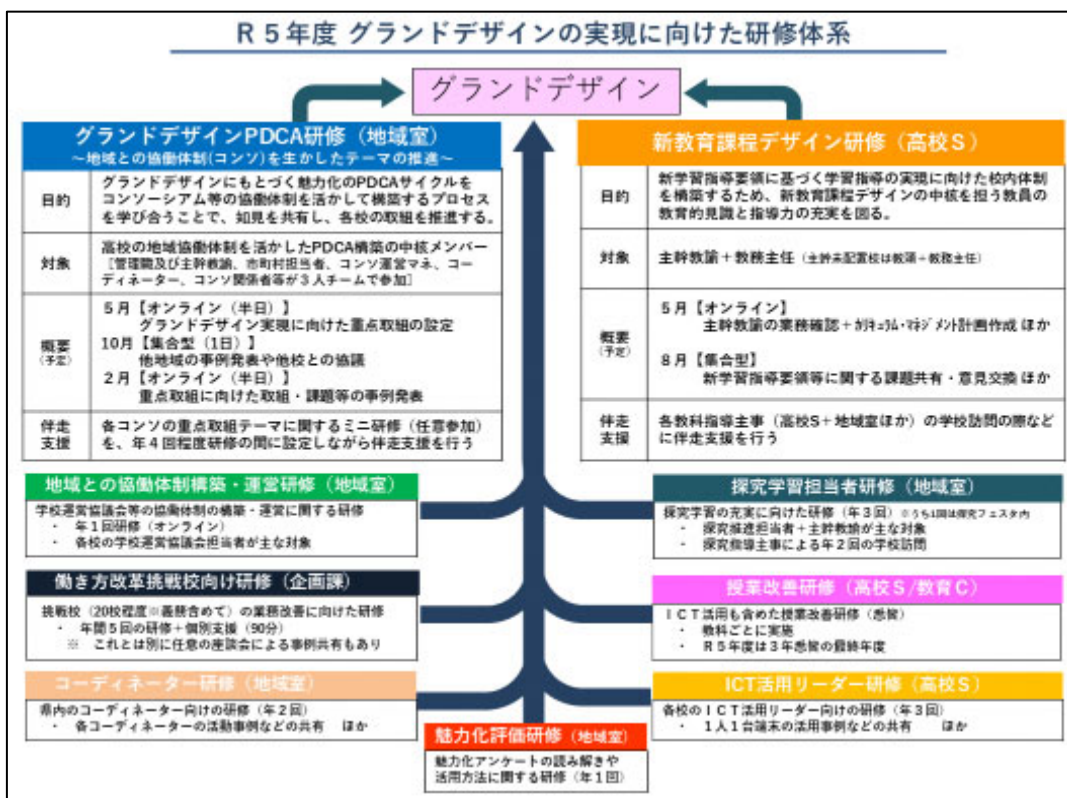 R5年度 グランドデザインの実現に向けた研修体系
グランドデザイン
グランドデザインPDCA研修（地域室）
～地域との協働体制(コンソ)を生かしたテーマの推進～
目的
グランドデザインにもとづく魅力化のPDCAサイクルを
コンソーシアム等の協働体制を活かして構築するプロセス
を学び合うことで、知見を共有し、各校の取組を推進する。
対象
高校の地域協働体制を活かしたPDCA構築の中核メンバー
［管理職及び主幹教諭、市町村担当者、コンソ運営マネ、コー
ディネーター、コンソ関係者等が３人チームで参加］
概要
(予定)
５月【オンライン（半日）】
グランドデザイン実現に向けた重点取組の設定
10月【集合型（1日）】
他地域の事例発表や他校との協議
２月【オンライン（半日）】
重点取組に向けた取組・課題等の事例発表
伴走
支援
各コンソの重点取組テーマに関するミニ研修（任意参加）
を、年４回程度研修の間に設定しながら伴走支援を行う
新教育課程デザイン研修（高校S）
目的
新学習指導要領に基づく学習指導の実現に向けた校内体制
を構築するため、新教育課程デザインの中核を担う教員の
教育的見識と指導力の充実を図る。
対象
主幹教諭＋教務主任（主幹未配置校は教頭＋教務主任）
概要
(予定)
５月【オンライン】
主幹教諭の業務確認＋ｶﾘｷｭﾗﾑ・ﾏﾈｼﾞﾒﾝﾄ計画作成 ほか
８月【集合型】
新学習指導要領等に関する課題共有・意見交換 ほか
伴走
支援
各教科指導主事（高校S＋地域室ほか）の学校訪問の際など
に伴走支援を行う
地域との協働体制構築・運営研修（地域室）
学校運営協議会等の協働体制の構築・運営に関する研修
・ 年１回研修（オンライン）
・ 各校の学校運営協議会担当者が主な対象
探究学習担当者研修（地域室）
探究学習の充実に向けた研修（年３回）※うち1回は探究フェスタ内
・ 探究推進担当者＋主幹教諭が主な対象
・ 探究指導主事による年２回の学校訪問
働き方改革挑戦校向け研修（企画課）
挑戦校（20校程度※義務含めて）の業務改善に向けた研修
・ 年間５回の研修＋個別支援（90分）
※ これとは別に任意の座談会による事例共有もあり
授業改善研修（高校S/教育C）
ICT活用も含めた授業改善研修（悉皆）
・ 教科ごとに実施
・ R５年度は３年悉皆の最終年度
コーディネーター研修（地域室）
県内のコーディネーター向けの研修（年２回）
・ 各コーディネーターの活動事例などの共有 ほか
ICT活用リーダー研修（高校S）
各校のICT活用リーダー向けの研修（年３回）
・ １人１台端末の活用事例などの共有 ほか
魅力化評価研修（地域室）
魅力化アンケートの読み解きや
活用方法に関する研修（年１回）